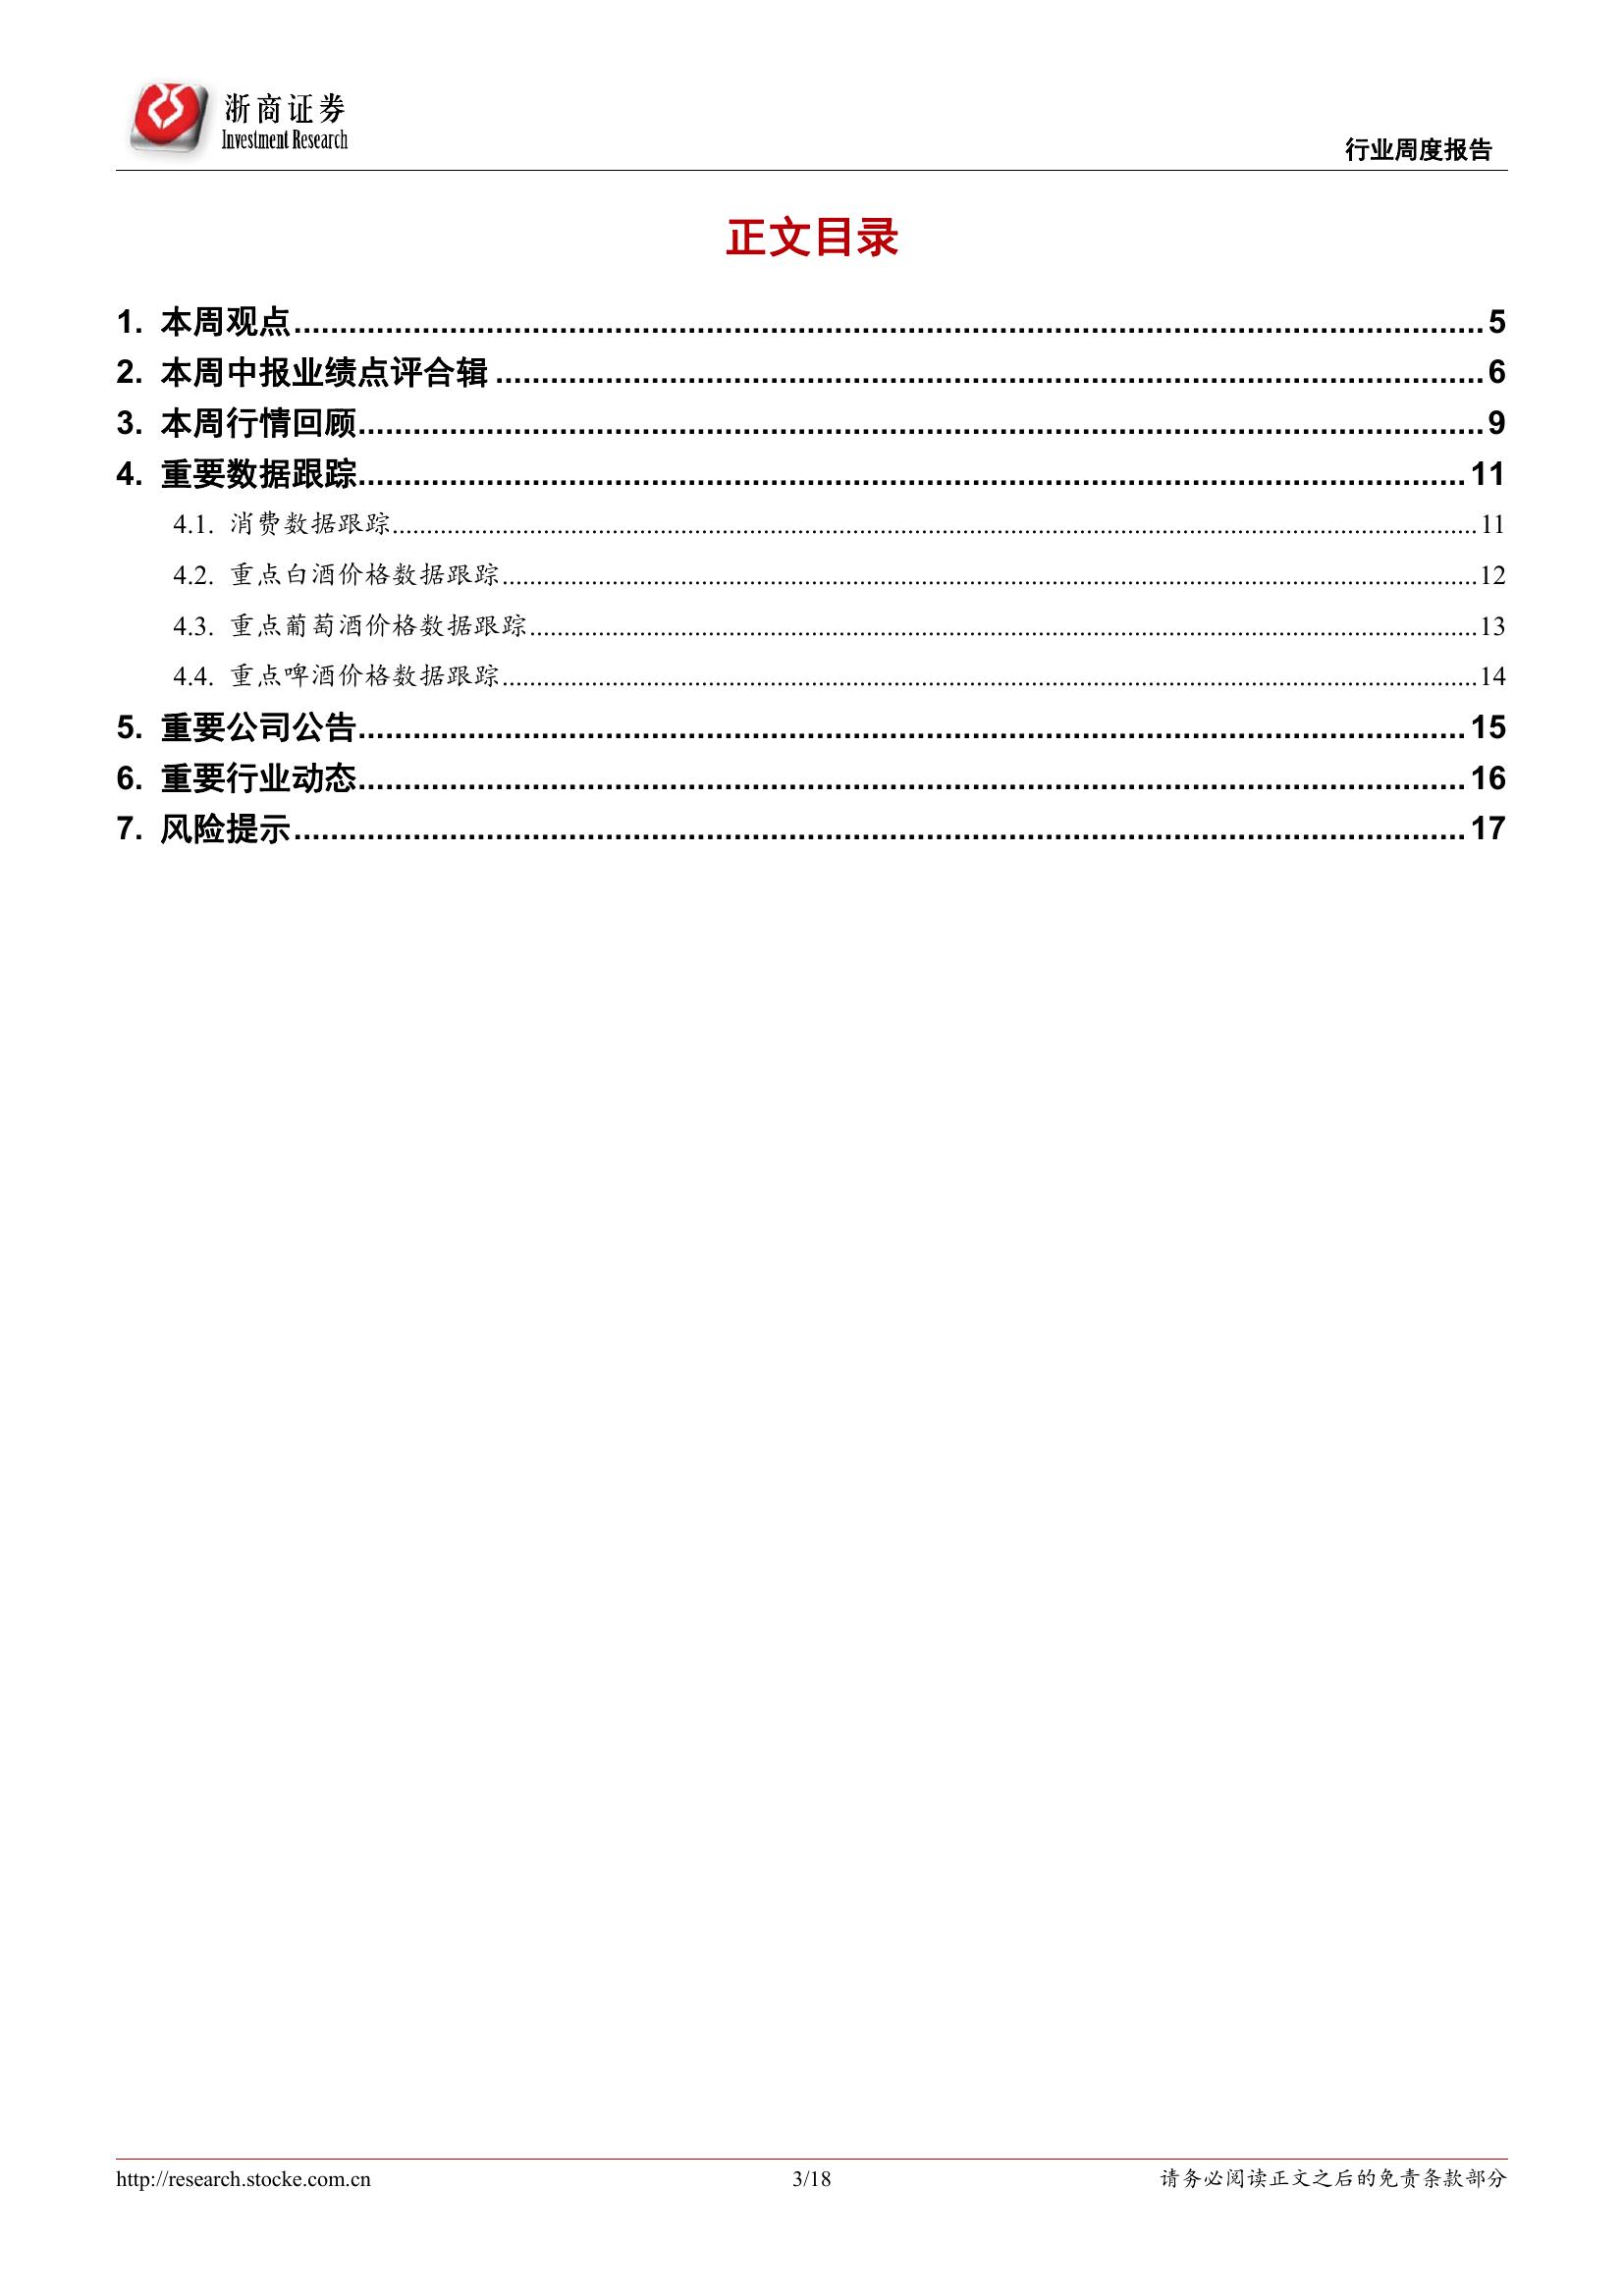 浙商证券
Investment Research
行业周度报告
正文目录
1. 本周观点 5
2. 本周中报业绩点评合辑 6
3. 本周行情回顾 9
4. 重要数据跟踪 11
4.1. 消费数据跟踪 11
4.2. 重点白酒价格数据跟踪 12
4.3. 重点葡萄酒价格数据跟踪 13
4.4. 重点啤酒价格数据跟踪 14
5. 重要公司公告 15
6. 重要行业动态 16
7. 风险提示 17
http://research.stocke.com.cn 3/18 请务必阅读正文之后的免责条款部分